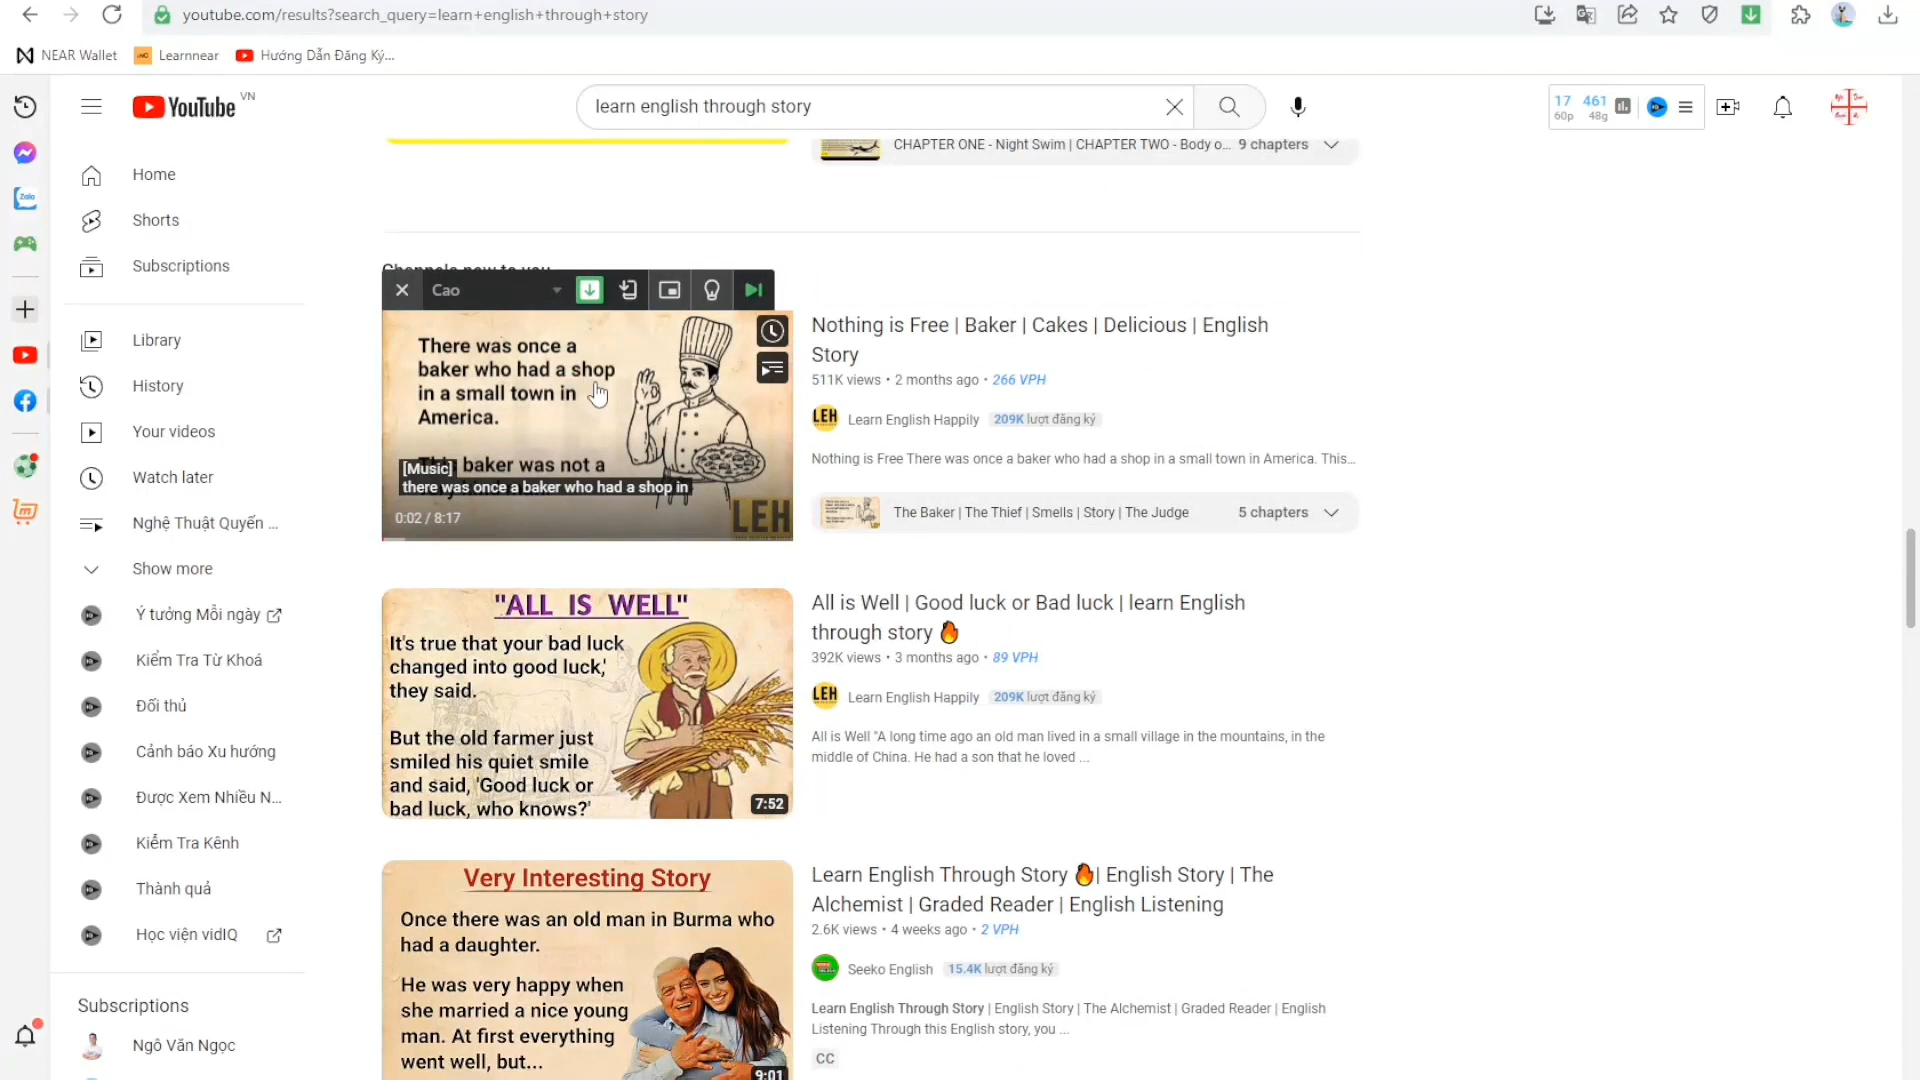 youtube.com/results?search_query=learn+english+through+story
NEAR Wallet
Learnnear
Hướng Dẫn Đăng Ký,...
YouTube VN
learn english through story
17 461
60p 48g
CHAPTER ONE - Night Swim | CHAPTER TWO - Body o... 9 chapters
Home
Shorts
Subscriptions
Library
History
Your videos
Watch later
Nghệ Thuật Quyến ...
Show more
Ý tưởng Mỗi ngày
Kiểm Tra Từ Khoá
Đối thủ
Cảnh báo Xu hướng
Được Xem Nhiều N...
Kiểm Tra Kênh
Thành quả
Học viện vidIQ
Subscriptions
Ngô Văn Ngọc
Zalo
Channels new to you
Cao
There was once a
baker who had a shop
in a small town in
America.
This baker was not a
[Music]
there was once a baker who had a shop in
0:02 / 8:17
LEH
Nothing is Free | Baker | Cakes | Delicious | English
Story
511K views • 2 months ago • 266 VPH
LEH Learn English Happily 209K lượt đăng ký
Nothing is Free There was once a baker who had a shop in a small town in America. This...
The Baker | The Thief | Smells | Story | The Judge 5 chapters
"ALL IS WELL"
It's true that your bad luck
changed into good luck,'
they said.
But the old farmer just
smiled his quiet smile
and said, 'Good luck or
bad luck, who knows?'
7:52
All is Well | Good luck or Bad luck | learn English
through story 🔥
392K views • 3 months ago • 89 VPH
LEH Learn English Happily 209K lượt đăng ký
All is Well "A long time ago an old man lived in a small village in the mountains, in the
middle of China. He had a son that he loved ...
Very Interesting Story
Once there was an old man in Burma who
had a daughter.
He was very happy when
she married a nice young
man. At first everything
went well, but...
9:01
Learn English Through Story 🔥| English Story | The
Alchemist | Graded Reader | English Listening
2.6K views • 4 weeks ago • 2 VPH
Seeko English 15.4K lượt đăng ký
Learn English Through Story | English Story | The Alchemist | Graded Reader | English
Listening Through this English story, you ...
CC